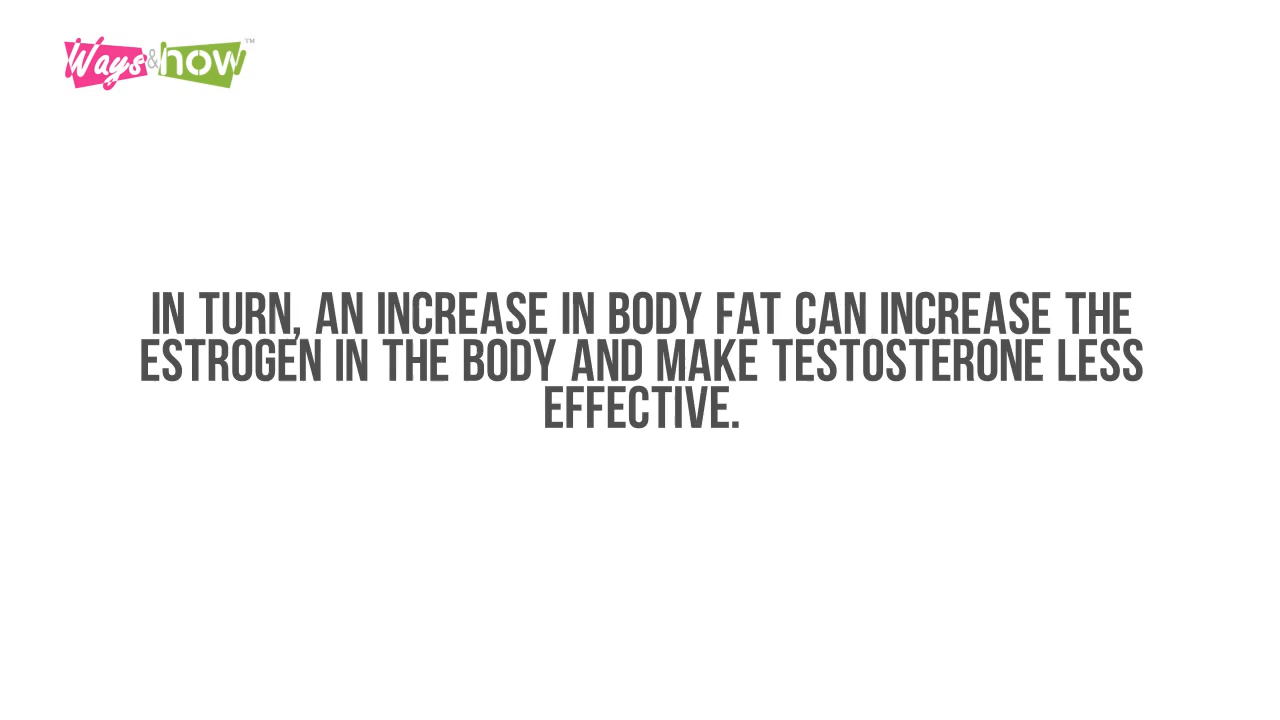 Ways&how™
IN TURN, AN INCREASE IN BODY FAT CAN INCREASE THE
ESTROGEN IN THE BODY AND MAKE TESTOSTERONE LESS
EFFECTIVE.